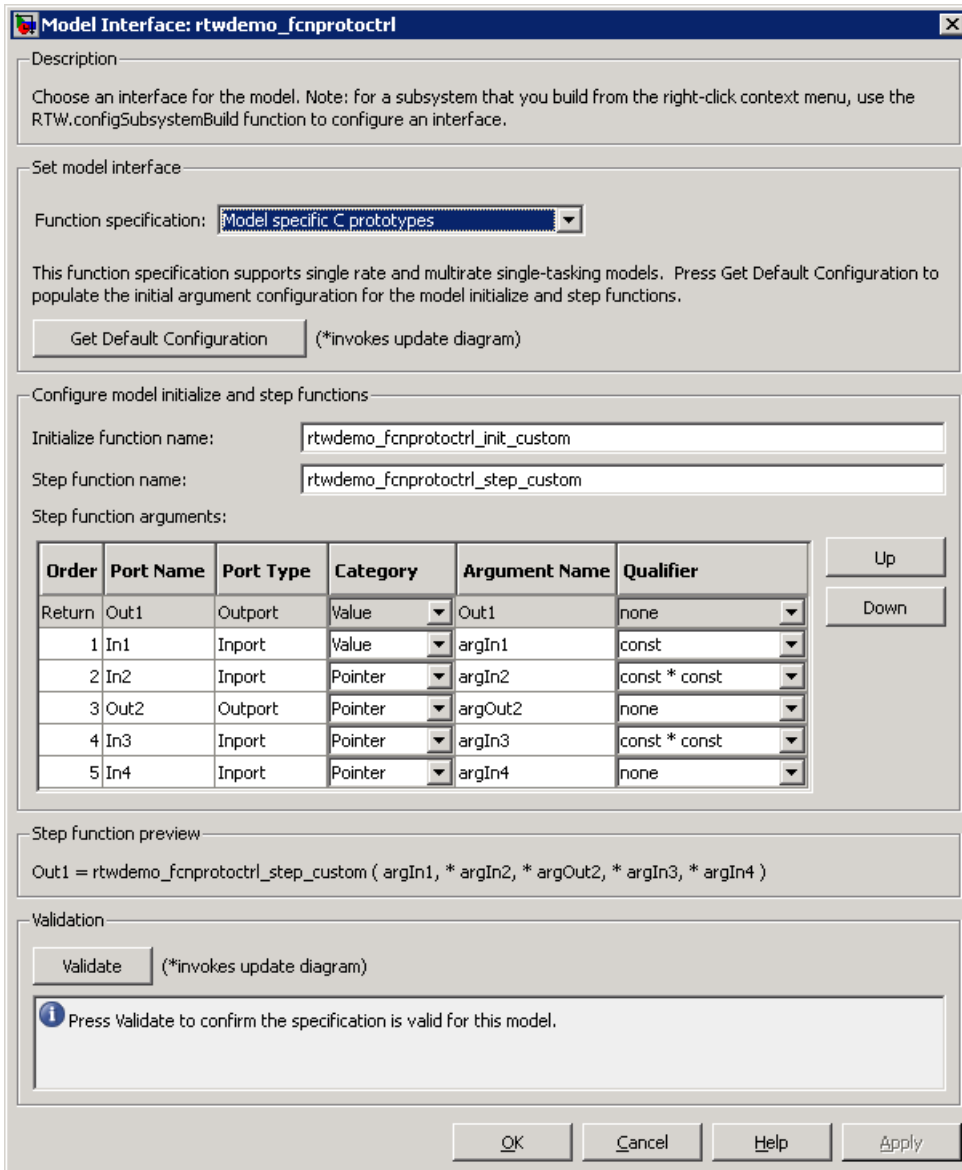 Model Interface: rtwdemo_fcnprotoctrl
Description
Choose an interface for the model. Note: for a subsystem that you build from the right-click context menu, use the
RTW.configSubsystemBuild function to configure an interface.
Set model interface
Function specification: Model specific C prototypes
This function specification supports single rate and multirate single-tasking models. Press Get Default Configuration to
populate the initial argument configuration for the model initialize and step functions.
Get Default Configuration (*invokes update diagram)
Configure model initialize and step functions
Initialize function name: rtwdemo_fcnprotoctrl_init_custom
Step function name: rtwdemo_fcnprotoctrl_step_custom
Step function arguments:
Order Port Name Port Type Category Argument Name Qualifier Up
Return Out1 Outport Value Out1 none Down
1 In1 Inport Value argIn1 const
2 In2 Inport Pointer argIn2 const * const
3 Out2 Outport Pointer argOut2 none
4 In3 Inport Pointer argIn3 const * const
5 In4 Inport Pointer argIn4 none
Step function preview
Out1 = rtwdemo_fcnprotoctrl_step_custom ( argIn1, * argIn2, * argOut2, * argIn3, * argIn4 )
Validation
Validate (*invokes update diagram)
Press Validate to confirm the specification is valid for this model.
OK Cancel Help Apply